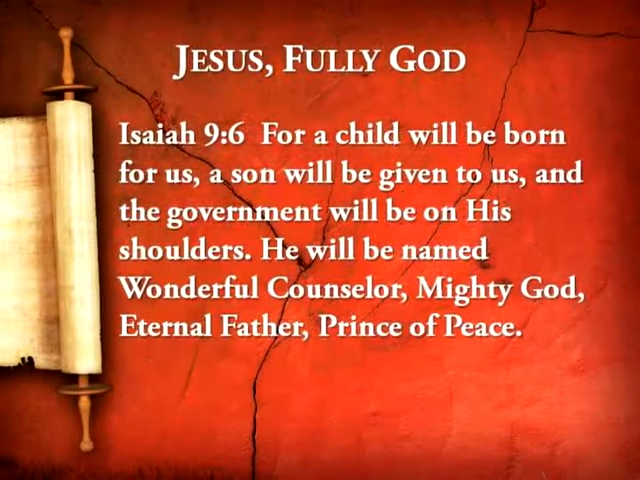 JESUS, FULLY GOD
Isaiah 9:6 For a child will be born
for us, a son will be given to us, and
the government will be on His
shoulders. He will be named
Wonderful Counselor, Mighty God,
Eternal Father, Prince of Peace.